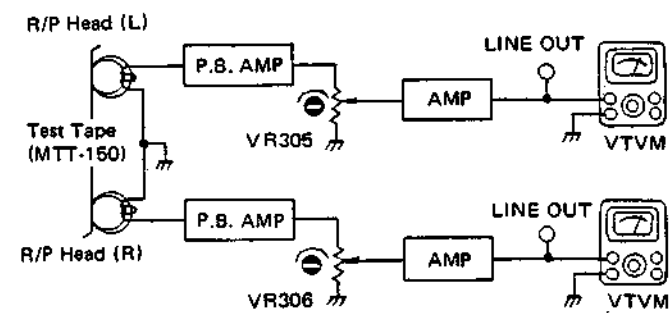 R/P Head (L)
P.B. AMP
LINE OUT
AMP
VR305
VTVM
Test Tape
(MTT-150)
P.B. AMP
LINE OUT
AMP
R/P Head (R)
VR306
VTVM